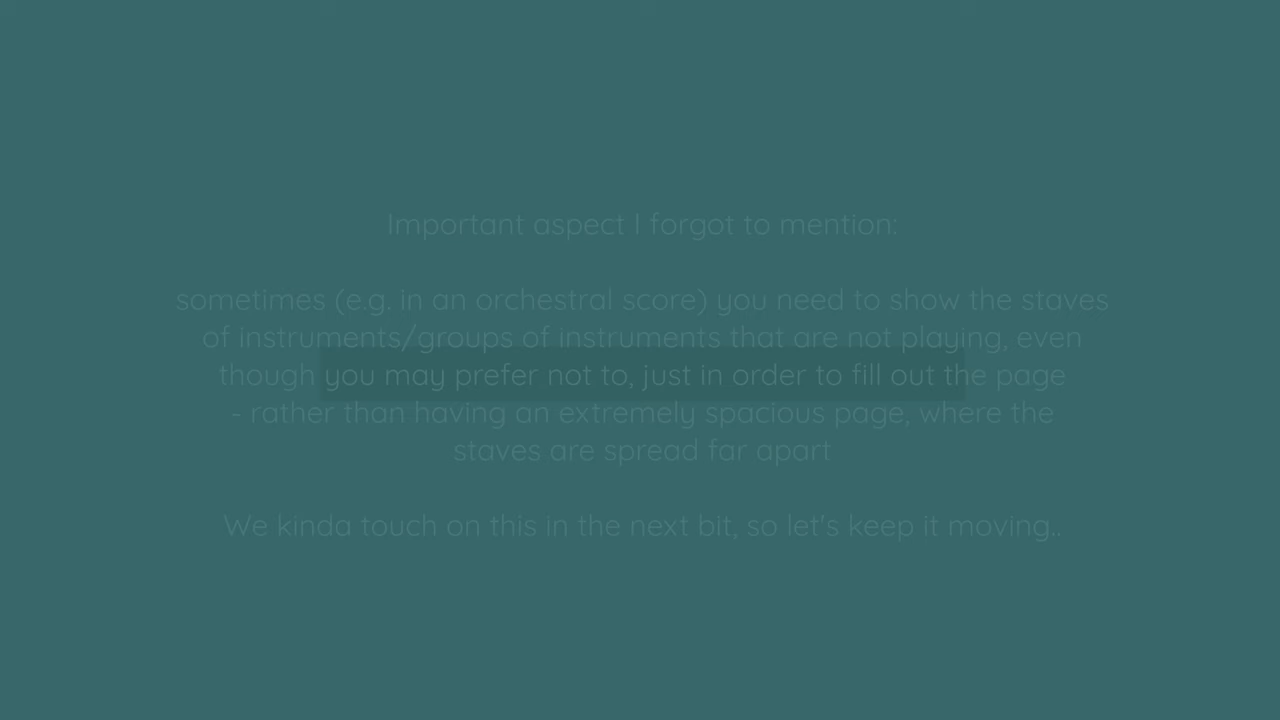 Important aspect I forgot to mention:
sometimes (e.g. in an orchestral score) you need to show the staves
of instruments/groups of instruments that are not playing, even
though you may prefer not to, just in order to fill out the page
- rather than having an extremely spacious page, where the
staves are spread far apart
We kinda touch on this in the next bit, so let's keep it moving..